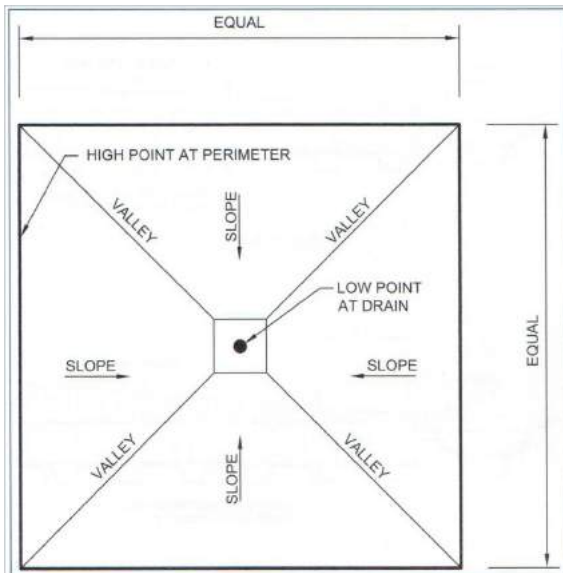 EQUAL
HIGH POINT AT PERIMETER
VALLEY
SLOPE
VALLEY
LOW POINT
AT DRAIN
EQUAL
SLOPE
SLOPE
VALLEY
SLOPE
VALLEY